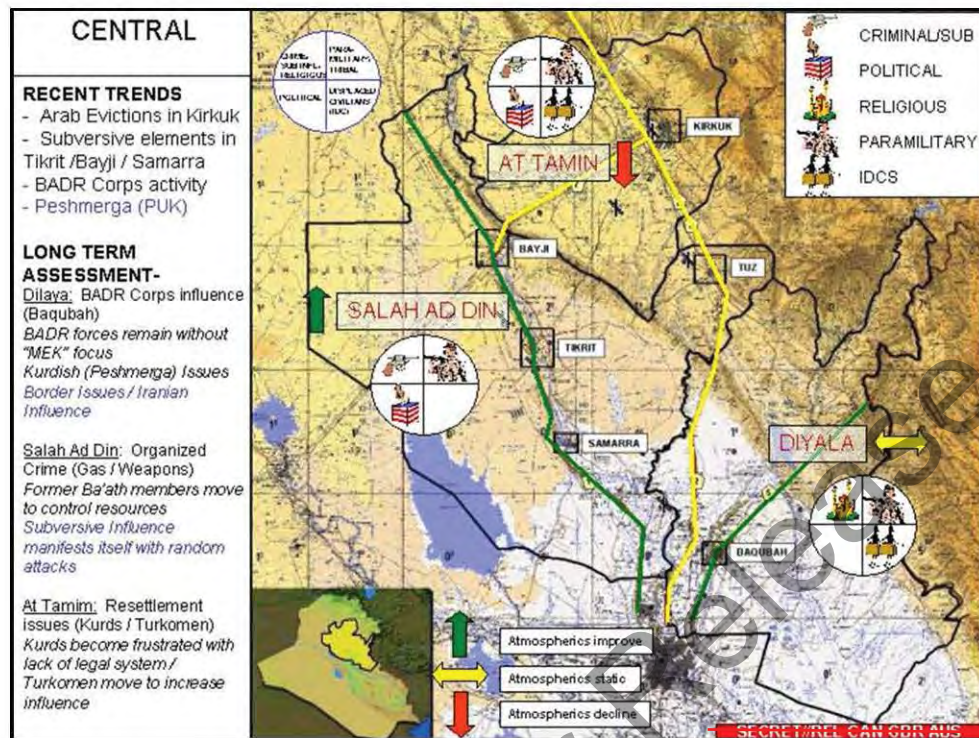 CENTRAL
RECENT TRENDS
- Arab Evictions in Kirkuk
- Subversive elements in
Tikrit /Bayji / Samarra
- BADR Corps activity
- Peshmerga (PUK)
LONG TERM
ASSESSMENT-
Dilaya: BADR Corps influence
(Baqubah)
BADR forces remain without
"MEK" focus
Kurdish (Peshmerga) Issues
Border Issues / Iranian
Influence
Salah Ad Din: Organized
Crime (Gas / Weapons)
Former Ba'ath members move
to control resources
Subversive Influence
manifests itself with random
attacks
At Tamim: Resettlement
issues (Kurds / Turkomen)
Kurds become frustrated with
lack of legal system /
Turkomen move to increase
influence
RELIGIOUS
PARA-
MILITARY/
TRIBAL
POLITICAL
DISPLACED
CIVILIANS
(IDC)
CRIMINAL/SUB
POLITICAL
RELIGIOUS
PARAMILITARY
IDCS
KIRKUK
AT TAMIN
BAYJI
TUZ
SALAH AD DIN
TIKRIT
SAMARRA
DIYALA
BAQUBAH
Atmospherics improve
Atmospherics static
Atmospherics decline
SECRET//REL CAN GBR AUS
Release